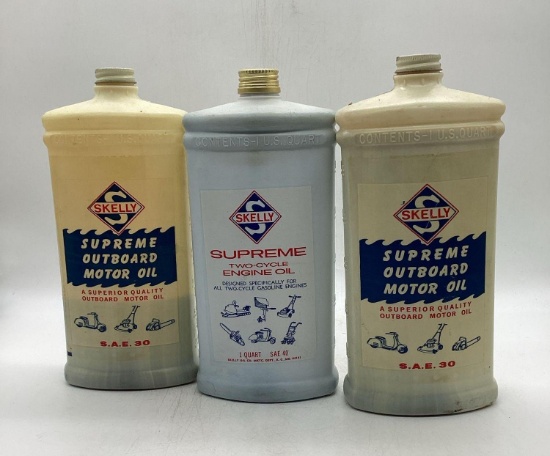 SKELLY
S
SUPREME
OUTBOARD
MOTOR OIL
A SUPERIOR QUALITY
OUTBOARD MOTOR OIL
S.A.E. 30
CONTENTS-1 U.S. QUART
SKELLY
S
SUPREME
TWO-CYCLE
ENGINE OIL
DESIGNED SPECIFICALLY FOR
ALL TWO-CYCLE GASOLINE ENGINES
1 QUART SAE 40
CONTENTS-1 U.S. QUART
SKELLY
S
SUPREME
OUTBOARD
MOTOR OIL
A SUPERIOR QUALITY
OUTBOARD MOTOR OIL
S.A.E. 30